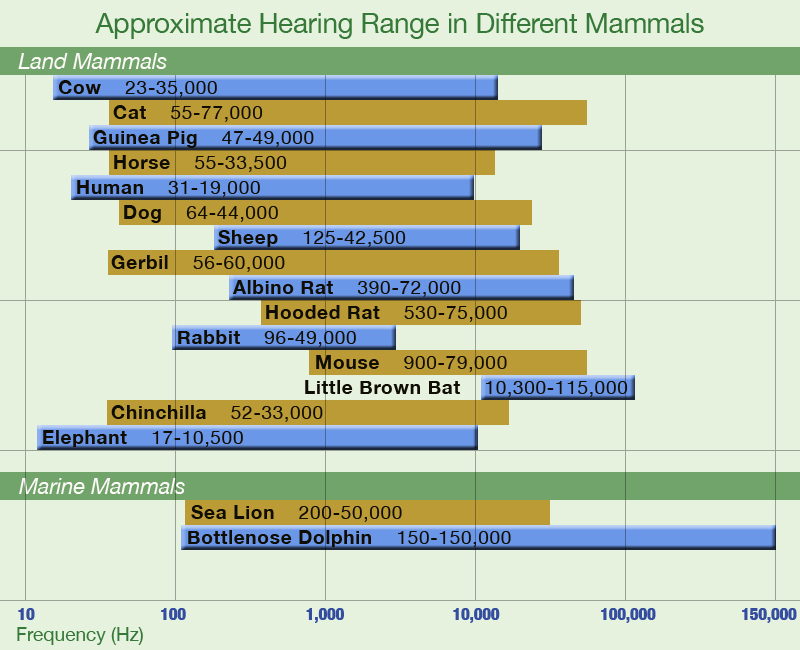 Approximate Hearing Range in Different Mammals
Land Mammals
Cow 23-35,000
Cat 55-77,000
Guinea Pig 47-49,000
Horse 55-33,500
Human 31-19,000
Dog 64-44,000
Sheep 125-42,500
Gerbil 56-60,000
Albino Rat 390-72,000
Hooded Rat 530-75,000
Rabbit 96-49,000
Mouse 900-79,000
Little Brown Bat 10,300-115,000
Chinchilla 52-33,000
Elephant 17-10,500
Marine Mammals
Sea Lion 200-50,000
Bottlenose Dolphin 150-150,000
10 100 1,000 10,000 100,000 150,000
Frequency (Hz)